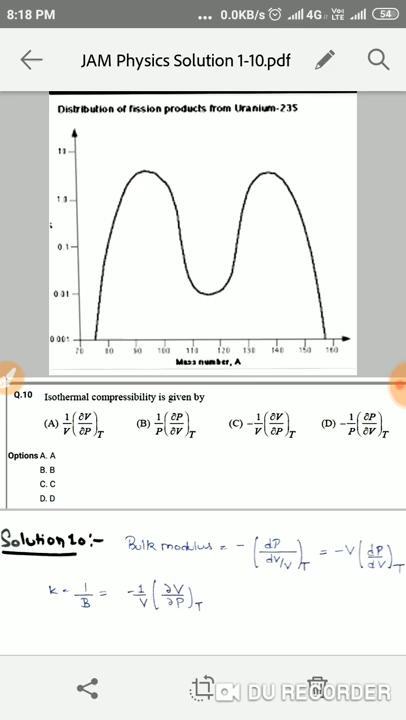 8:18 PM ... 0.0KB/s 4G Vo) LTE 54
JAM Physics Solution 1-10.pdf
Distribution of fission products from Uranium-235
10
1.0
0.1
0.01
0.001
70 80 90 100 110 120 130 140 150 160
Mass number, A
Q.10 Isothermal compressibility is given by
(A) 1/V (∂V/∂P)_T (B) 1/P (∂P/∂V)_T (C) -1/V (∂V/∂P)_T (D) -1/P (∂P/∂V)_T
Options A. A
B. B
C. C
D. D
Solution 10:- Bulk modulus = - (dP/(dV/V))_T = -V (dP/dV)_T
k = 1/B = -1/V (∂V/∂P)_T
DU RECORDER